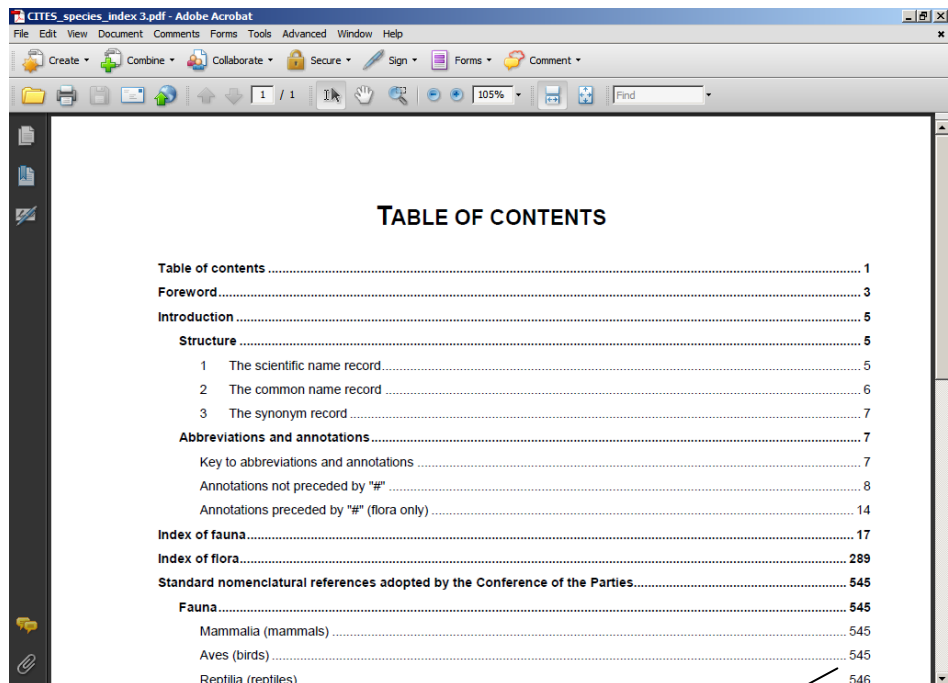 CITES_species_index 3.pdf - Adobe Acrobat
File Edit View Document Comments Forms Tools Advanced Window Help
Create Combine Collaborate Secure Sign Forms Comment
1 / 1 105% Find
TABLE OF CONTENTS
Table of contents ........ 1
Foreword ........ 3
Introduction ........ 5
Structure ........ 5
1 The scientific name record ........ 5
2 The common name record ........ 6
3 The synonym record ........ 7
Abbreviations and annotations ........ 7
Key to abbreviations and annotations ........ 7
Annotations not preceded by "#" ........ 8
Annotations preceded by "#" (flora only) ........ 14
Index of fauna ........ 17
Index of flora ........ 289
Standard nomenclatural references adopted by the Conference of the Parties ........ 545
Fauna ........ 545
Mammalia (mammals) ........ 545
Aves (birds) ........ 545
Reptilia (reptiles) ........ 546